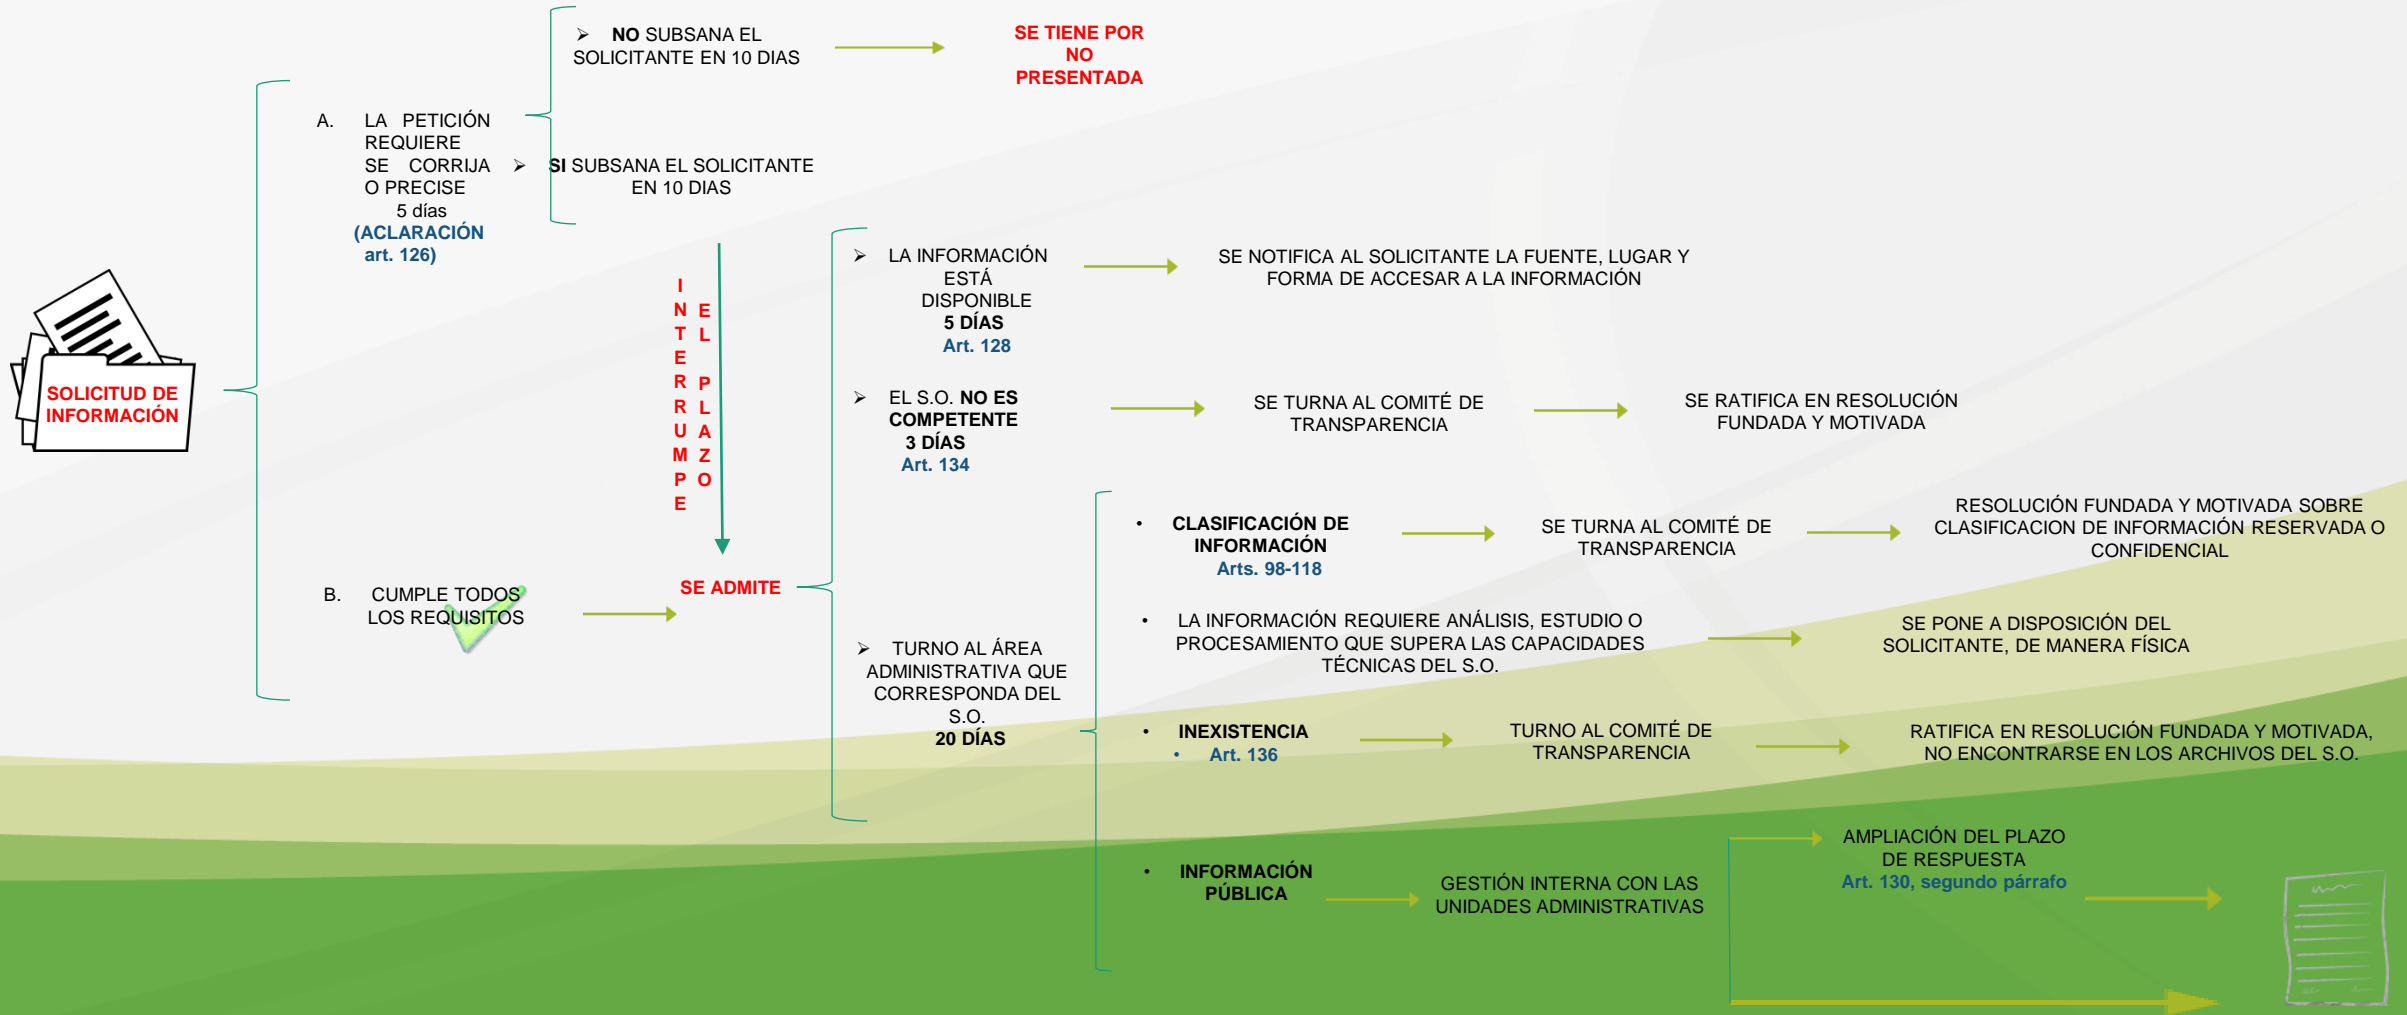 SOLICITUD DE
INFORMACIÓN
A. LA PETICIÓN
REQUIERE
SE CORRIJA
O PRECISE
5 días
(ACLARACIÓN
art. 126)
➢ NO SUBSANA EL
SOLICITANTE EN 10 DIAS
SE TIENE POR
NO
PRESENTADA
➢ SI SUBSANA EL SOLICITANTE
EN 10 DIAS
INTERRUMPE
EL PLAZO
B. CUMPLE TODOS
LOS REQUISITOS
SE ADMITE
➢ LA INFORMACIÓN
ESTÁ
DISPONIBLE
5 DÍAS
Art. 128
SE NOTIFICA AL SOLICITANTE LA FUENTE, LUGAR Y
FORMA DE ACCESAR A LA INFORMACIÓN
➢ EL S.O. NO ES
COMPETENTE
3 DÍAS
Art. 134
SE TURNA AL COMITÉ DE
TRANSPARENCIA
SE RATIFICA EN RESOLUCIÓN
FUNDADA Y MOTIVADA
➢ TURNO AL ÁREA
ADMINISTRATIVA QUE
CORRESPONDA DEL
S.O.
20 DÍAS
• CLASIFICACIÓN DE
INFORMACIÓN
Arts. 98-118
SE TURNA AL COMITÉ DE
TRANSPARENCIA
RESOLUCIÓN FUNDADA Y MOTIVADA SOBRE
CLASIFICACION DE INFORMACIÓN RESERVADA O
CONFIDENCIAL
• LA INFORMACIÓN REQUIERE ANÁLISIS, ESTUDIO O
PROCESAMIENTO QUE SUPERA LAS CAPACIDADES
TÉCNICAS DEL S.O.
SE PONE A DISPOSICIÓN DEL
SOLICITANTE, DE MANERA FÍSICA
• INEXISTENCIA
• Art. 136
TURNO AL COMITÉ DE
TRANSPARENCIA
RATIFICA EN RESOLUCIÓN FUNDADA Y MOTIVADA,
NO ENCONTRARSE EN LOS ARCHIVOS DEL S.O.
• INFORMACIÓN
PÚBLICA
GESTIÓN INTERNA CON LAS
UNIDADES ADMINISTRATIVAS
AMPLIACIÓN DEL PLAZO
DE RESPUESTA
Art. 130, segundo párrafo